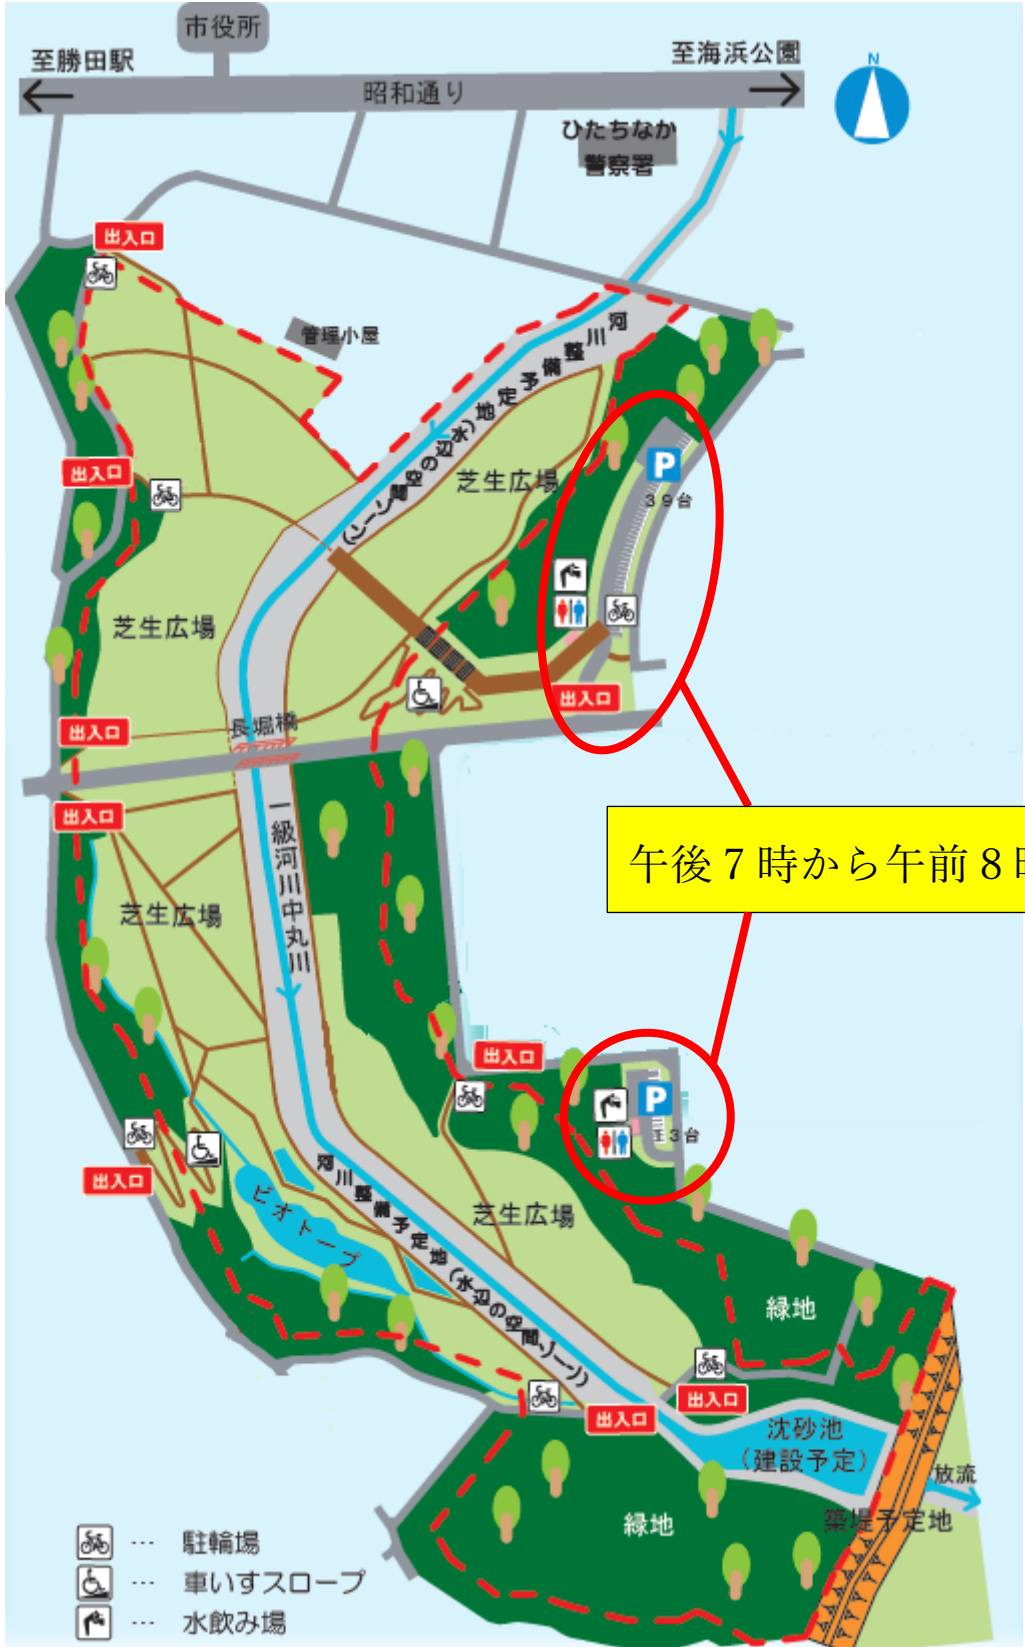 市役所
至勝田駅
至海浜公園
昭和通り
N
ひたちなか
警察署
出入口
管理小屋
河川整備予定地(水辺の空間ゾーン)
P
39台
芝生広場
出入口
芝生広場
出入口
長堀橋
出入口
出入口
午後7時から午前8時
一級河川中丸川
芝生広場
出入口
P
13台
出入口
ビオトープ
河川整備予定地(水辺の空間ゾーン)
芝生広場
緑地
出入口
出入口
沈砂池
(建設予定)
放流
築堤予定地
緑地
… 駐輪場
… 車いすスロープ
… 水飲み場